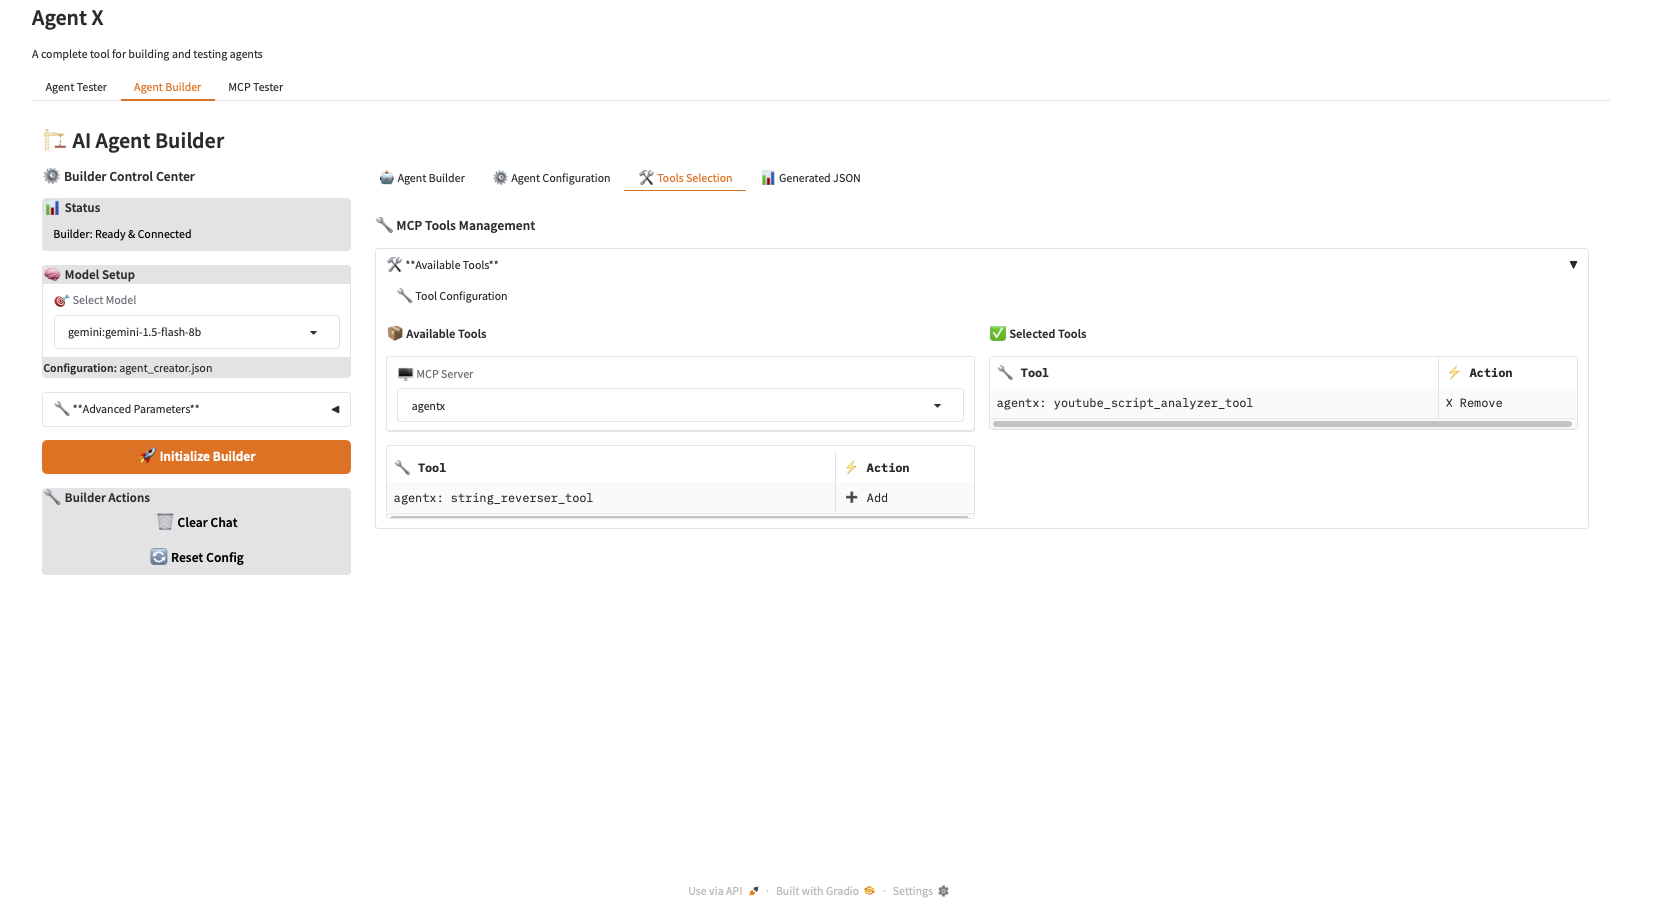 Agent X
A complete tool for building and testing agents
Agent Tester
Agent Builder
MCP Tester
AI Agent Builder
Builder Control Center
Status
Builder: Ready & Connected
Model Setup
Select Model
gemini:gemini-1.5-flash-8b
Configuration: agent_creator.json
**Advanced Parameters**
Initialize Builder
Builder Actions
Clear Chat
Reset Config
Agent Builder
Agent Configuration
Tools Selection
Generated JSON
MCP Tools Management
**Available Tools**
Tool Configuration
Available Tools
MCP Server
agentx
Tool
Action
agentx: string_reverser_tool
Add
Selected Tools
Tool
Action
agentx: youtube_script_analyzer_tool
X Remove
Use via API · Built with Gradio · Settings